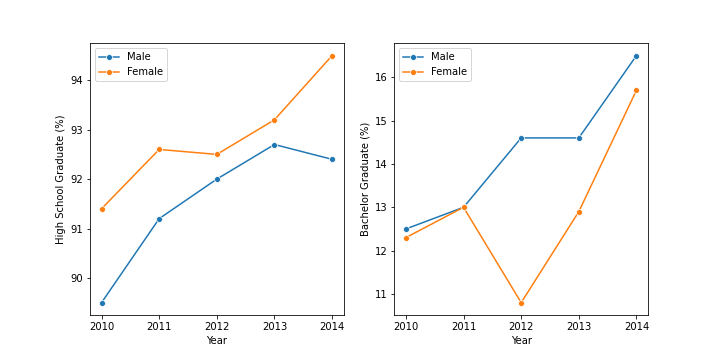 Male
Female
94
93
92
91
90
High School Graduate (%)
2010 2011 2012 2013 2014
Year
Male
Female
16
15
14
13
12
11
Bachelor Graduate (%)
2010 2011 2012 2013 2014
Year